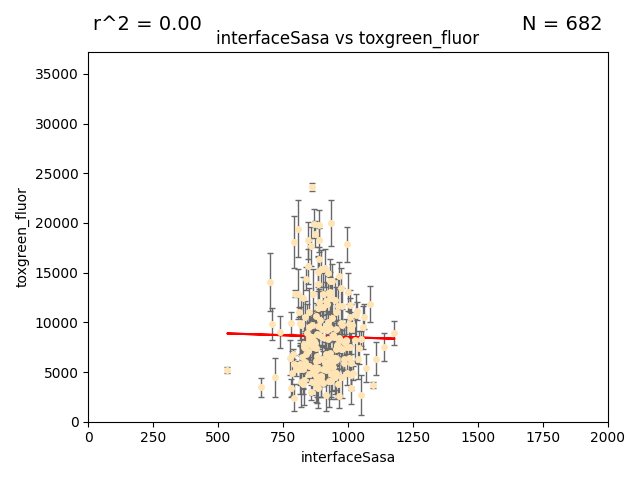 r^2 = 0.00
N = 682
interfaceSasa vs toxgreen_fluor
35000
30000
25000
20000
15000
10000
5000
0
toxgreen_fluor
0 250 500 750 1000 1250 1500 1750 2000
interfaceSasa